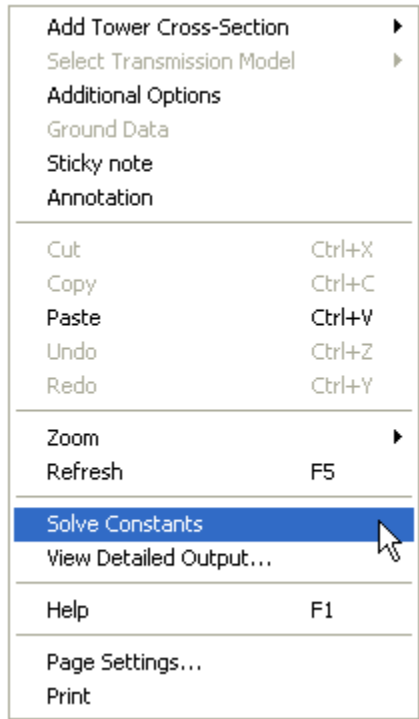 Add Tower Cross-Section
Select Transmission Model
Additional Options
Ground Data
Sticky note
Annotation
Cut Ctrl+X
Copy Ctrl+C
Paste Ctrl+V
Undo Ctrl+Z
Redo Ctrl+Y
Zoom
Refresh F5
Solve Constants
View Detailed Output...
Help F1
Page Settings...
Print